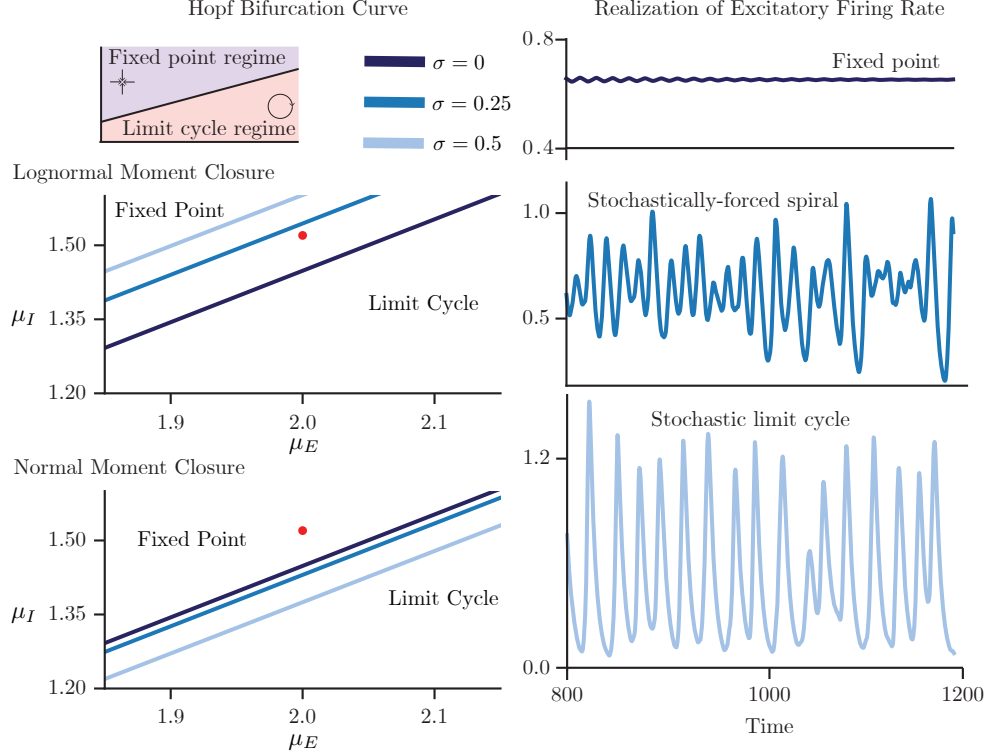 Hopf Bifurcation Curve
Fixed point regime
Limit cycle regime
σ = 0
σ = 0.25
σ = 0.5
Lognormal Moment Closure
Fixed Point
Limit Cycle
1.50
1.35
1.20
μ_I
1.9
2.0
2.1
μ_E
Normal Moment Closure
Fixed Point
Limit Cycle
1.50
1.35
1.20
μ_I
1.9
2.0
2.1
μ_E
Realization of Excitatory Firing Rate
0.8
Fixed point
0.4
Stochastically-forced spiral
1.0
0.5
Stochastic limit cycle
1.2
0.0
800
1000
1200
Time